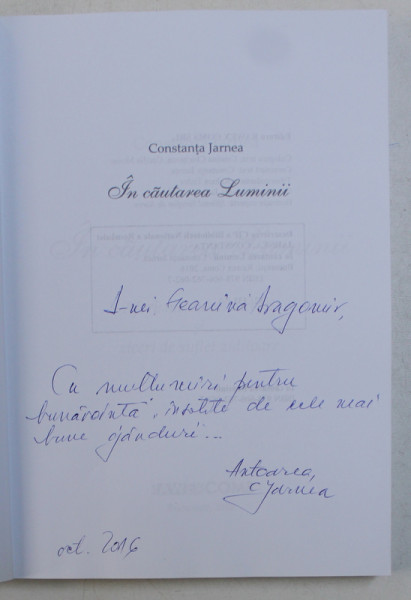 Constanța Jarnea
În căutarea Luminii
D-nei Geanina Dragomir,
Cu mulțumiri pentru
bunăvoința, însoțite de cele mai
bune gânduri...
Autoarea,
CJarnea
oct. 2016